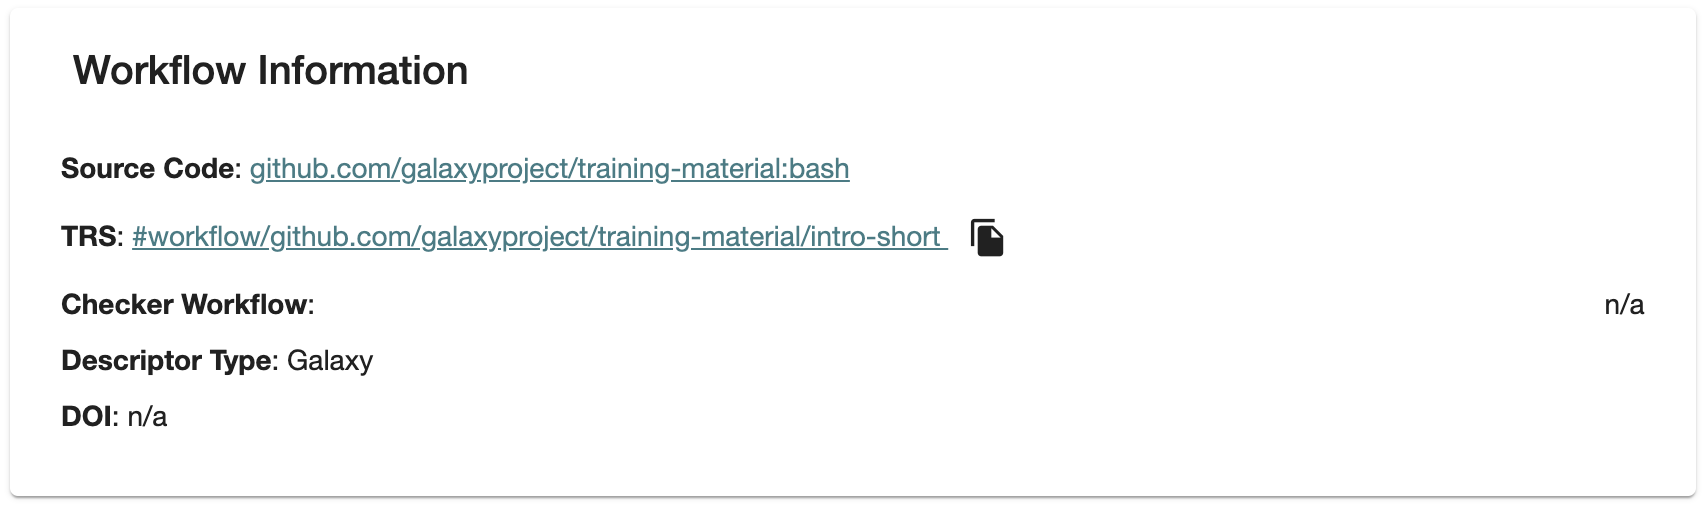 Workflow Information
Source Code: github.com/galaxyproject/training-material:bash
TRS: #workflow/github.com/galaxyproject/training-material/intro-short
Checker Workflow: n/a
Descriptor Type: Galaxy
DOI: n/a